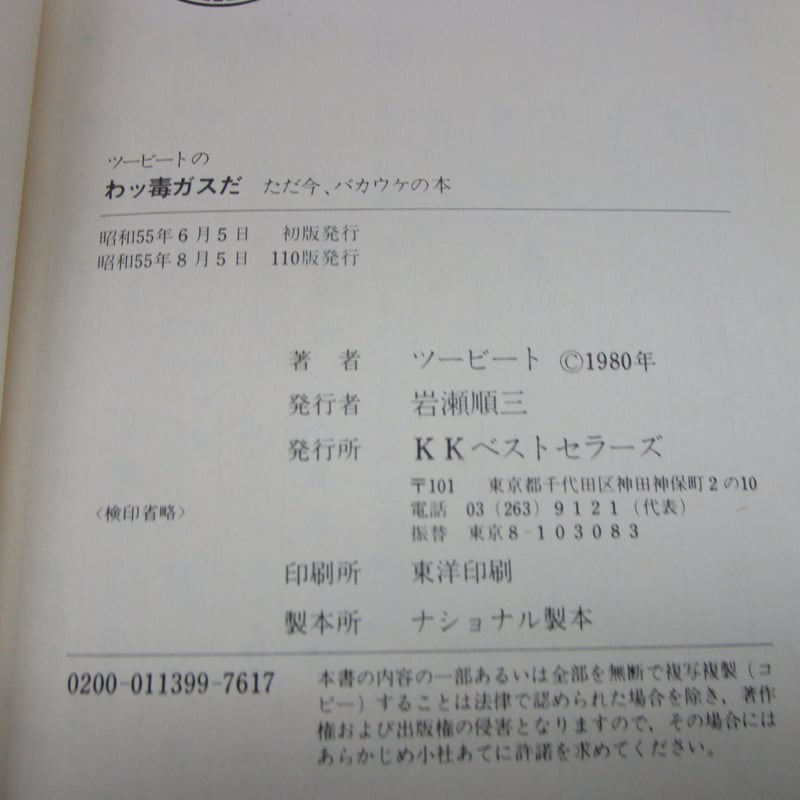 ツービートの
わッ毒ガスだ ただ今、バカウケの本
昭和55年6月5日 初版発行
昭和55年8月5日 110版発行
著 者 ツービート ©1980年
発行者 岩瀬順三
発行所 KKベストセラーズ
〒101 東京都千代田区神田神保町2の10
<検印省略> 電話 03(263)9121(代表)
振替 東京8-103083
印刷所 東洋印刷
製本所 ナショナル製本
0200-011399-7617 本書の内容の一部あるいは全部を無断で複写複製(コ
ピー)することは法律で認められた場合を除き、著作
権および出版権の侵害となりますので、その場合には
あらかじめ小社あてに許諾を求めてください。